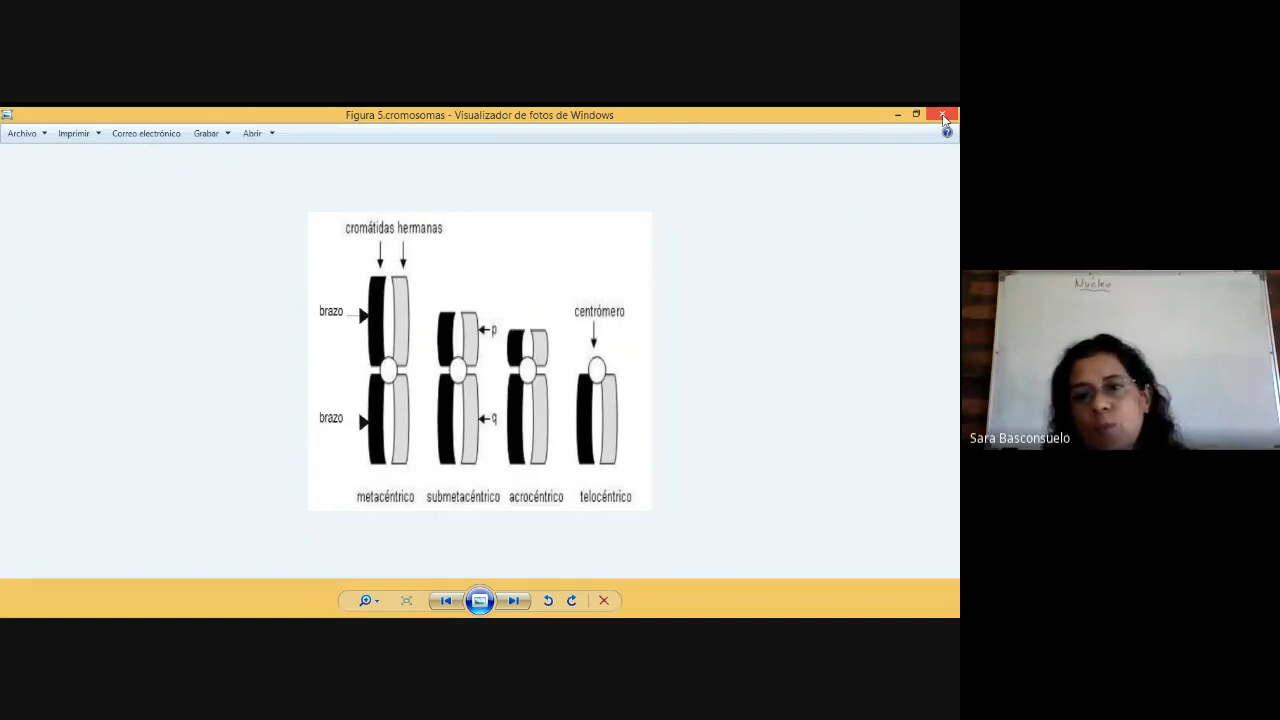 Figura 5.cromosomas - Visualizador de fotos de Windows
Archivo Imprimir Correo electrónico Grabar Abrir
cromátidas hermanas
brazo
p
centrómero
brazo
q
metacéntrico submetacéntrico acrocéntrico telocéntrico
Núcleo
Sara Basconsuelo